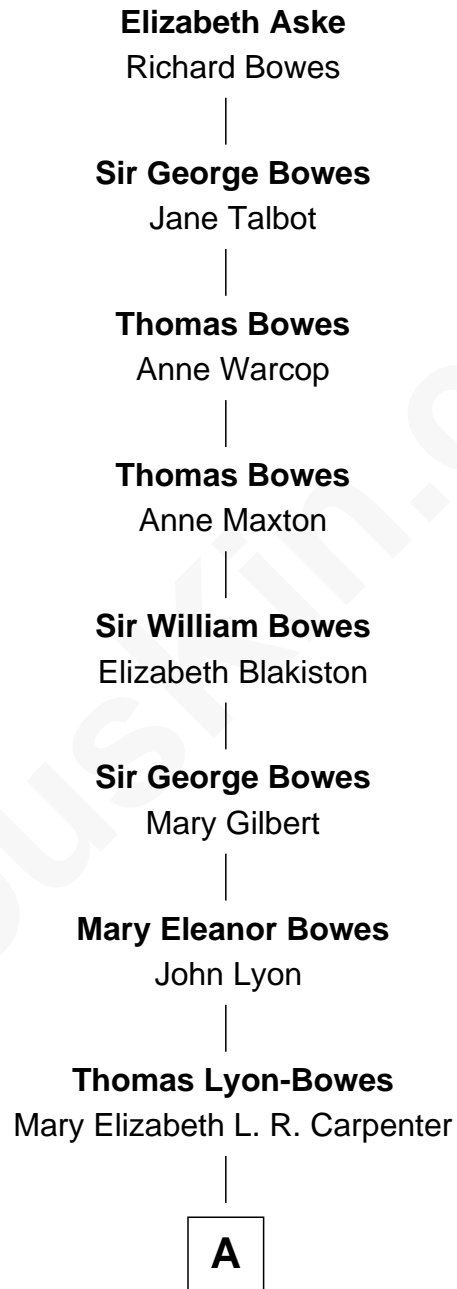 Elizabeth Aske
Richard Bowes
Sir George Bowes
Jane Talbot
Thomas Bowes
Anne Warcop
Thomas Bowes
Anne Maxton
Sir William Bowes
Elizabeth Blakiston
Sir George Bowes
Mary Gilbert
Mary Eleanor Bowes
John Lyon
Thomas Lyon-Bowes
Mary Elizabeth L. R. Carpenter
A